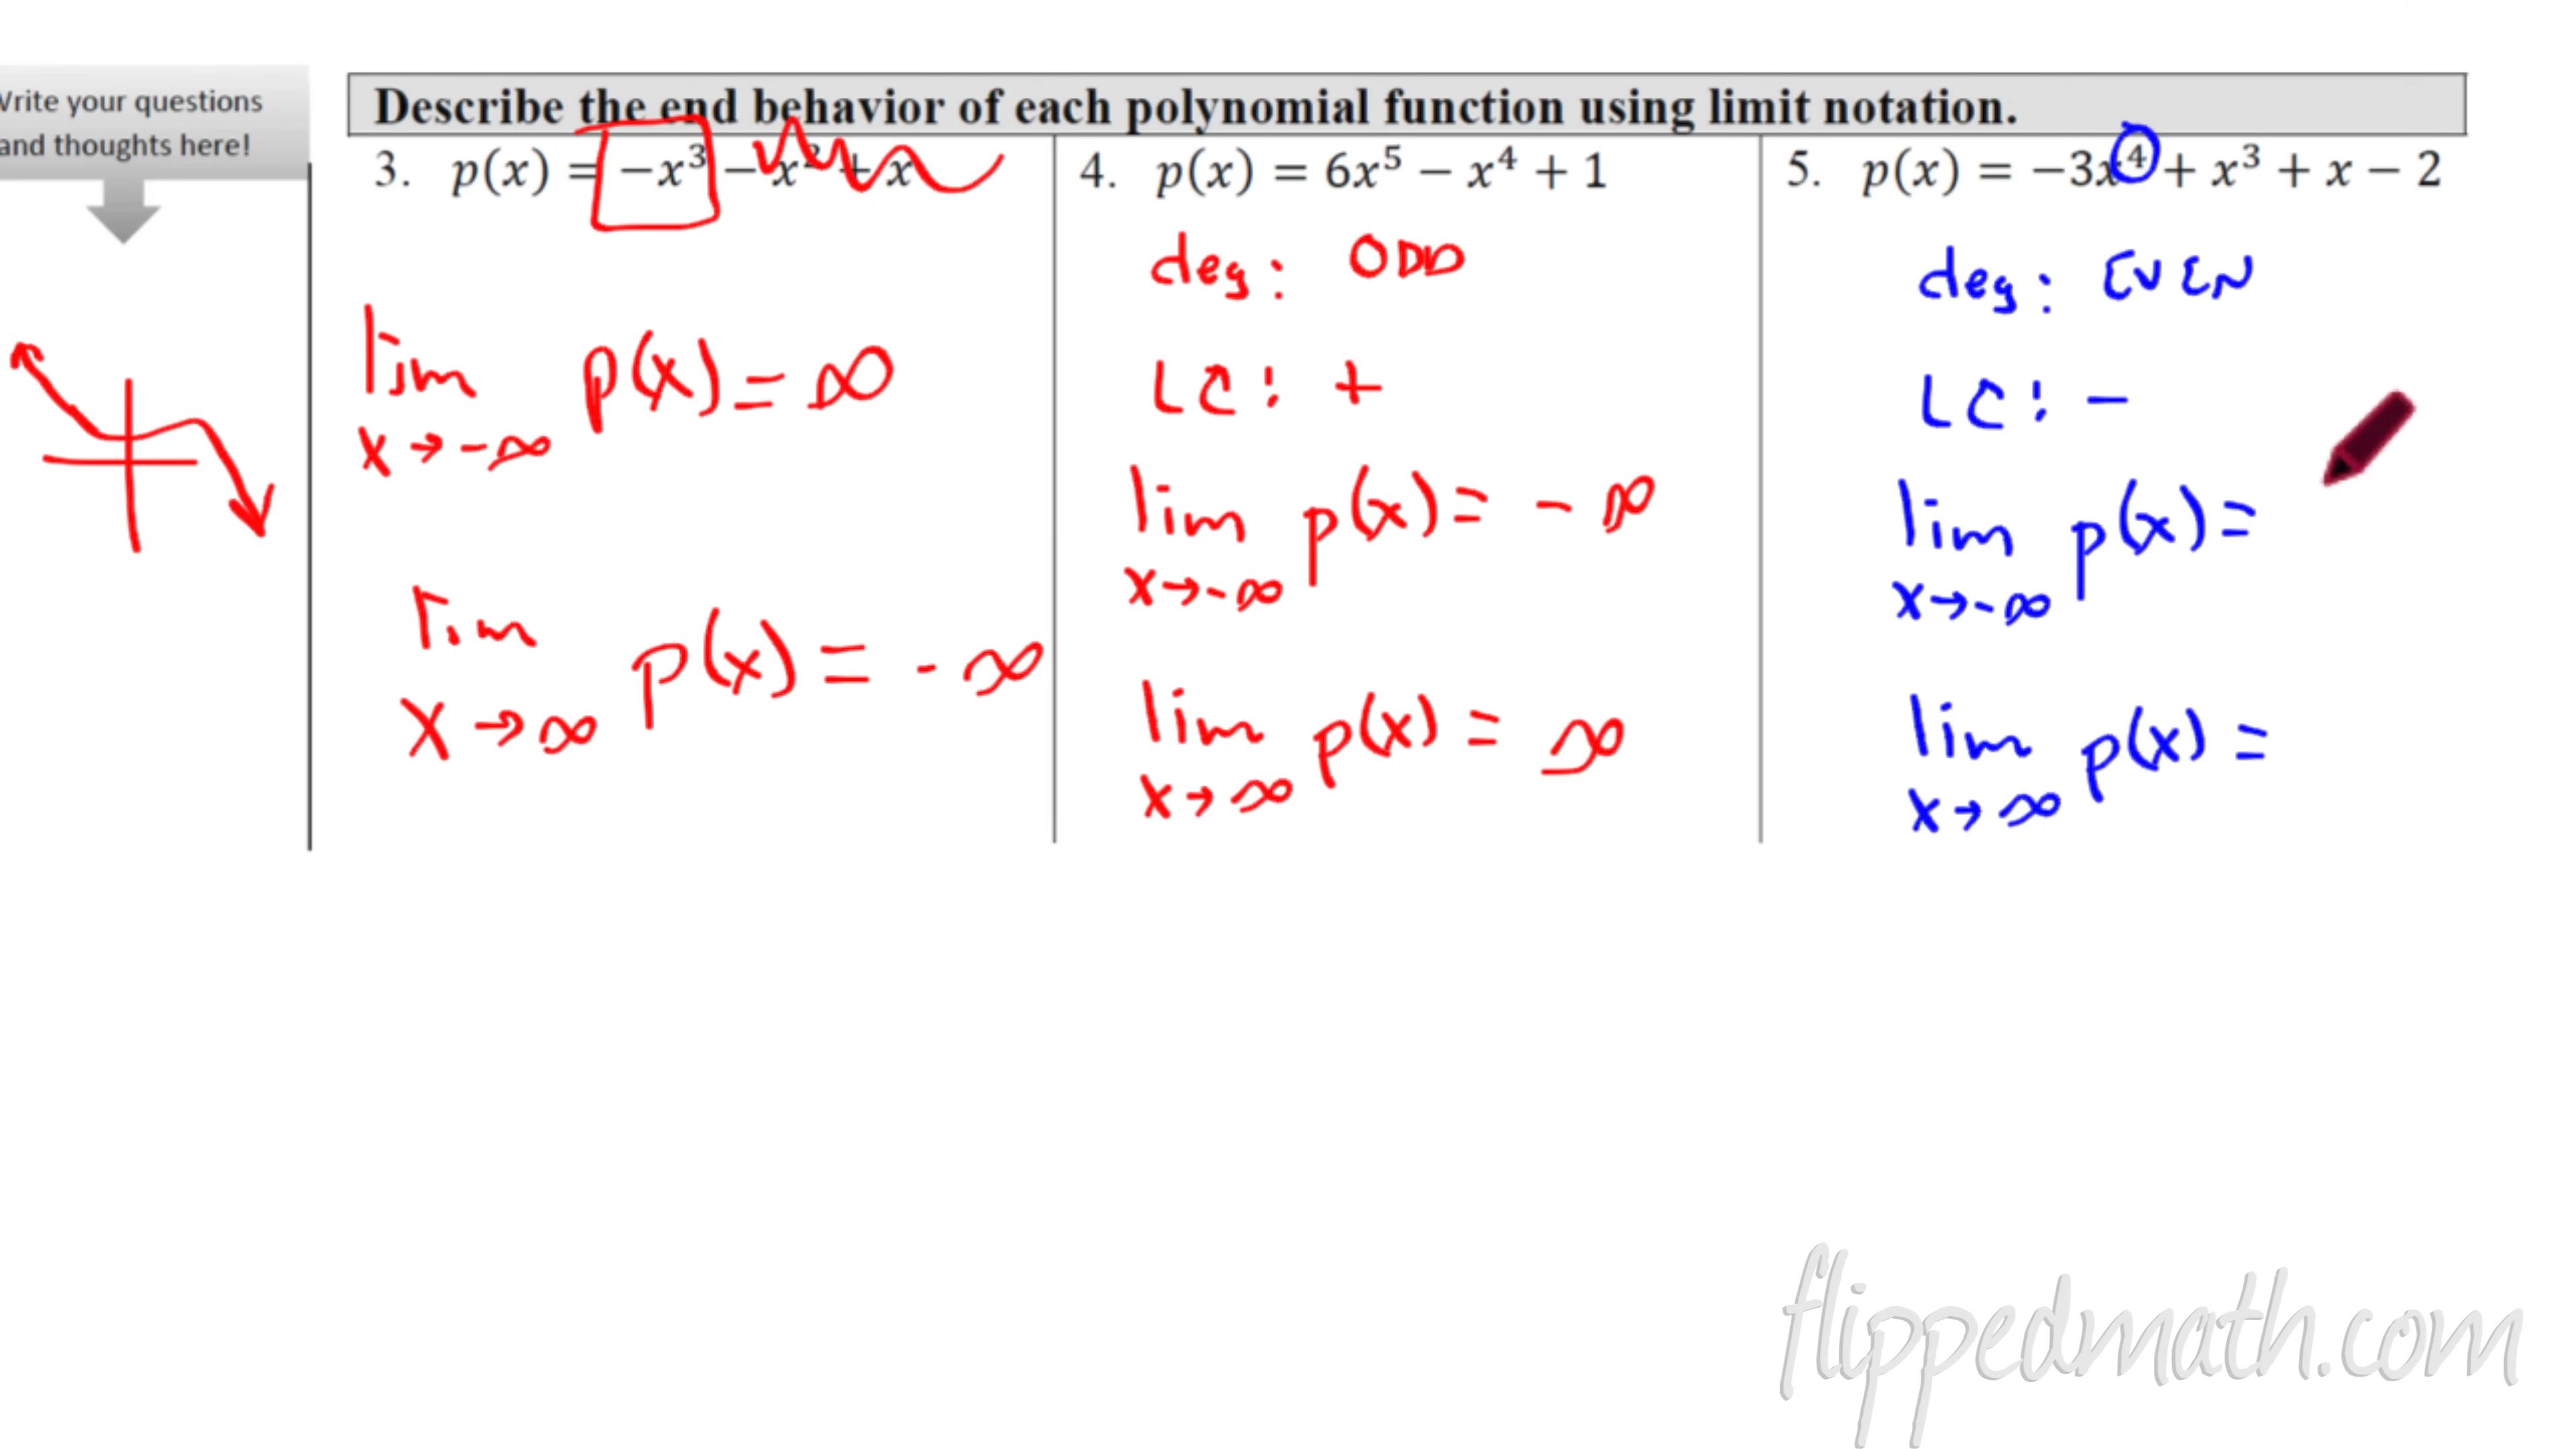 Write your questions
and thoughts here!
Describe the end behavior of each polynomial function using limit notation.
3. p(x) = −x³ − x² + x
lim p(x) = ∞
x → −∞
lim p(x) = − ∞
x → ∞
4. p(x) = 6x⁵ − x⁴ + 1
deg: ODD
LC: +
lim p(x) = − ∞
x → −∞
lim p(x) = ∞
x → ∞
5. p(x) = −3x⁴ + x³ + x − 2
deg: EVEN
LC: −
lim p(x) =
x → −∞
lim p(x) =
x → ∞
flippedmath.com